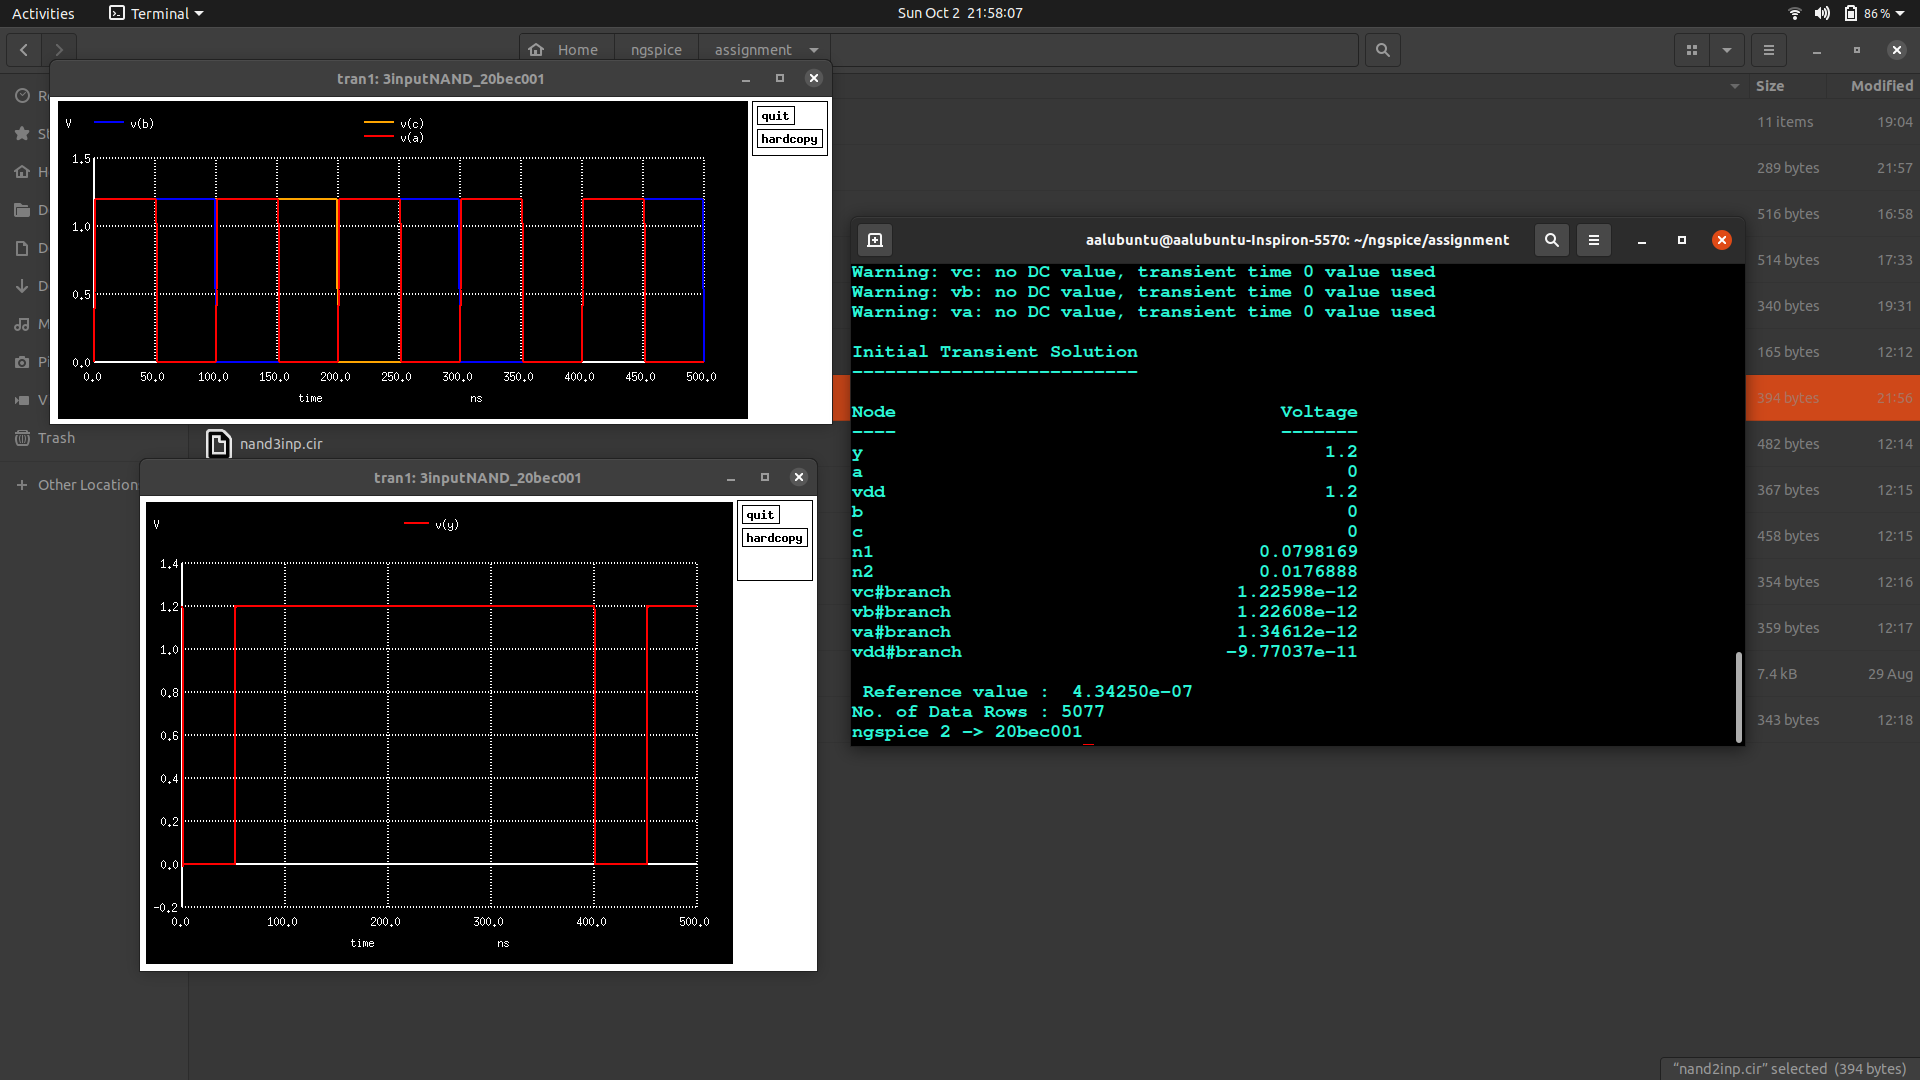 Activities
Terminal
Sun Oct 2 21:58:07
86%
Home
ngspice
assignment
Size
Modified
11 items 19:04
289 bytes 21:57
516 bytes 16:58
514 bytes 17:33
340 bytes 19:31
165 bytes 12:12
394 bytes 21:56
482 bytes 12:14
367 bytes 12:15
458 bytes 12:15
354 bytes 12:16
359 bytes 12:17
7.4 kB 29 Aug
343 bytes 12:18
Trash
Other Location
nand3inp.cir
tran1: 3inputNAND_20bec001
quit
hardcopy
V
v(b)
v(c)
v(a)
1.5
1.0
0.5
0.0
0.0 50.0 100.0 150.0 200.0 250.0 300.0 350.0 400.0 450.0 500.0
time ns
tran1: 3inputNAND_20bec001
quit
hardcopy
V
v(y)
1.4
1.2
1.0
0.8
0.6
0.4
0.2
0.0
-0.2
0.0 100.0 200.0 300.0 400.0 500.0
time ns
aalubuntu@aalubuntu-Inspiron-5570: ~/ngspice/assignment
Warning: vc: no DC value, transient time 0 value used
Warning: vb: no DC value, transient time 0 value used
Warning: va: no DC value, transient time 0 value used
Initial Transient Solution
--------------------------
Node Voltage
---- -------
y 1.2
a 0
vdd 1.2
b 0
c 0
n1 0.0798169
n2 0.0176888
vc#branch 1.22598e-12
vb#branch 1.22608e-12
va#branch 1.34612e-12
vdd#branch -9.77037e-11
Reference value : 4.34250e-07
No. of Data Rows : 5077
ngspice 2 -> 20bec001
"nand2inp.cir" selected (394 bytes)